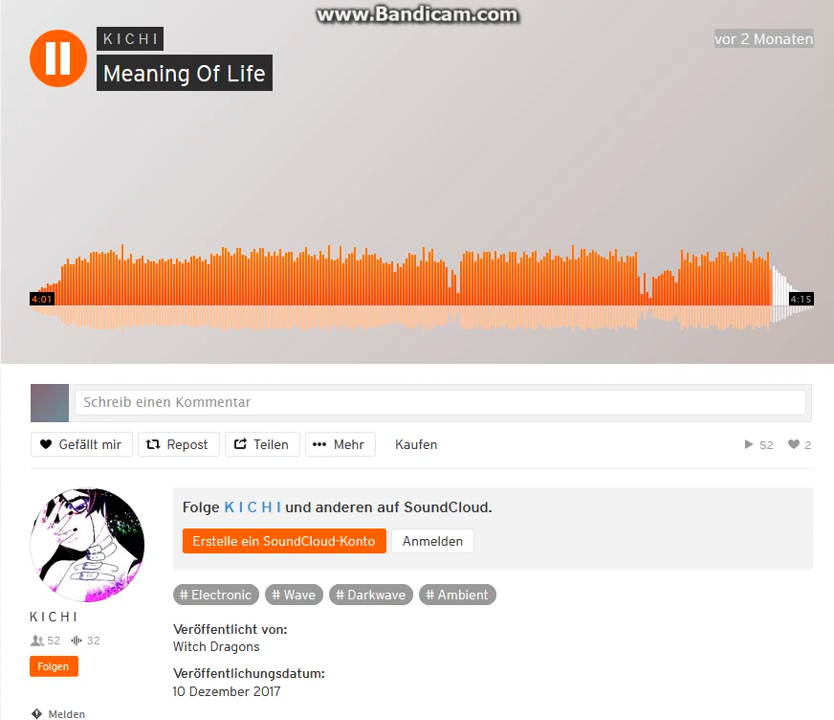 www.Bandicam.com
K I C H I
vor 2 Monaten
Meaning Of Life
4:01
4:15
Schreib einen Kommentar
Gefällt mir
Repost
Teilen
Mehr
Kaufen
52
2
Folge K I C H I und anderen auf SoundCloud.
Erstelle ein SoundCloud-Konto
Anmelden
# Electronic
# Wave
# Darkwave
# Ambient
K I C H I
52
32
Folgen
Melden
Veröffentlicht von:
Witch Dragons
Veröffentlichungsdatum:
10 Dezember 2017